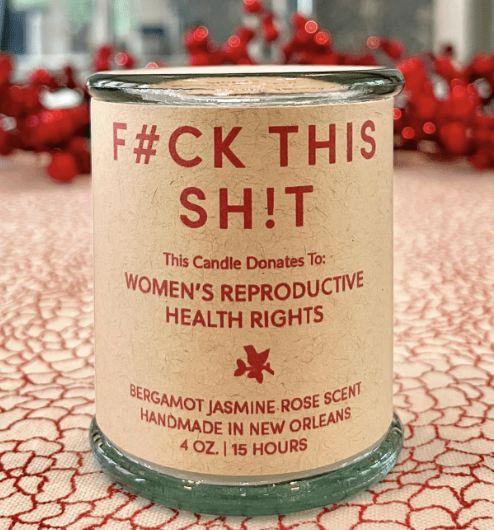 F#CK THIS
SH!T
This Candle Donates To:
WOMEN'S REPRODUCTIVE
HEALTH RIGHTS
BERGAMOT JASMINE ROSE SCENT
HANDMADE IN NEW ORLEANS
4 OZ. | 15 HOURS